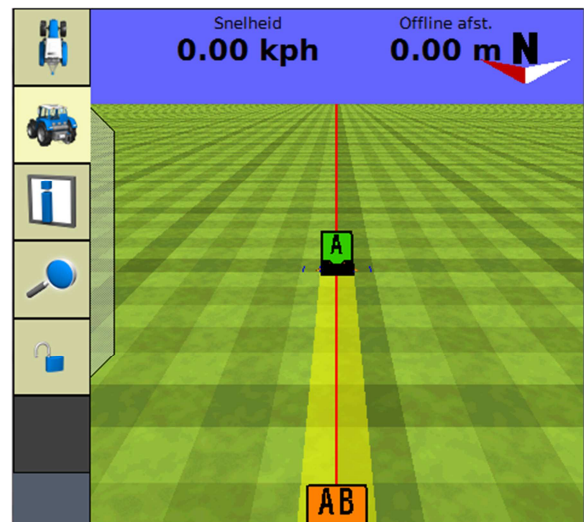 Snelheid
0.00 kph
Offline afst.
0.00 m
N
A
AB